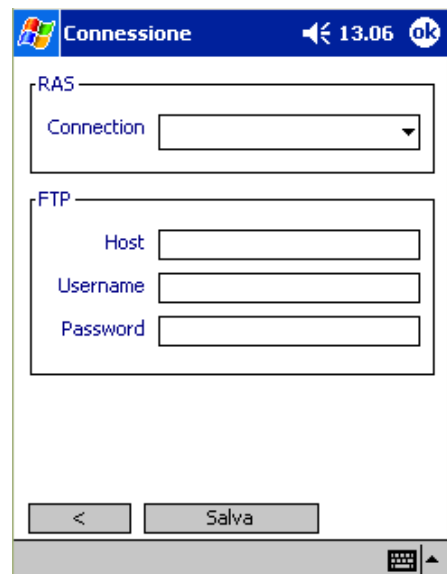 Connessione 13.06 ok
RAS
Connection
FTP
Host
Username
Password
< Salva